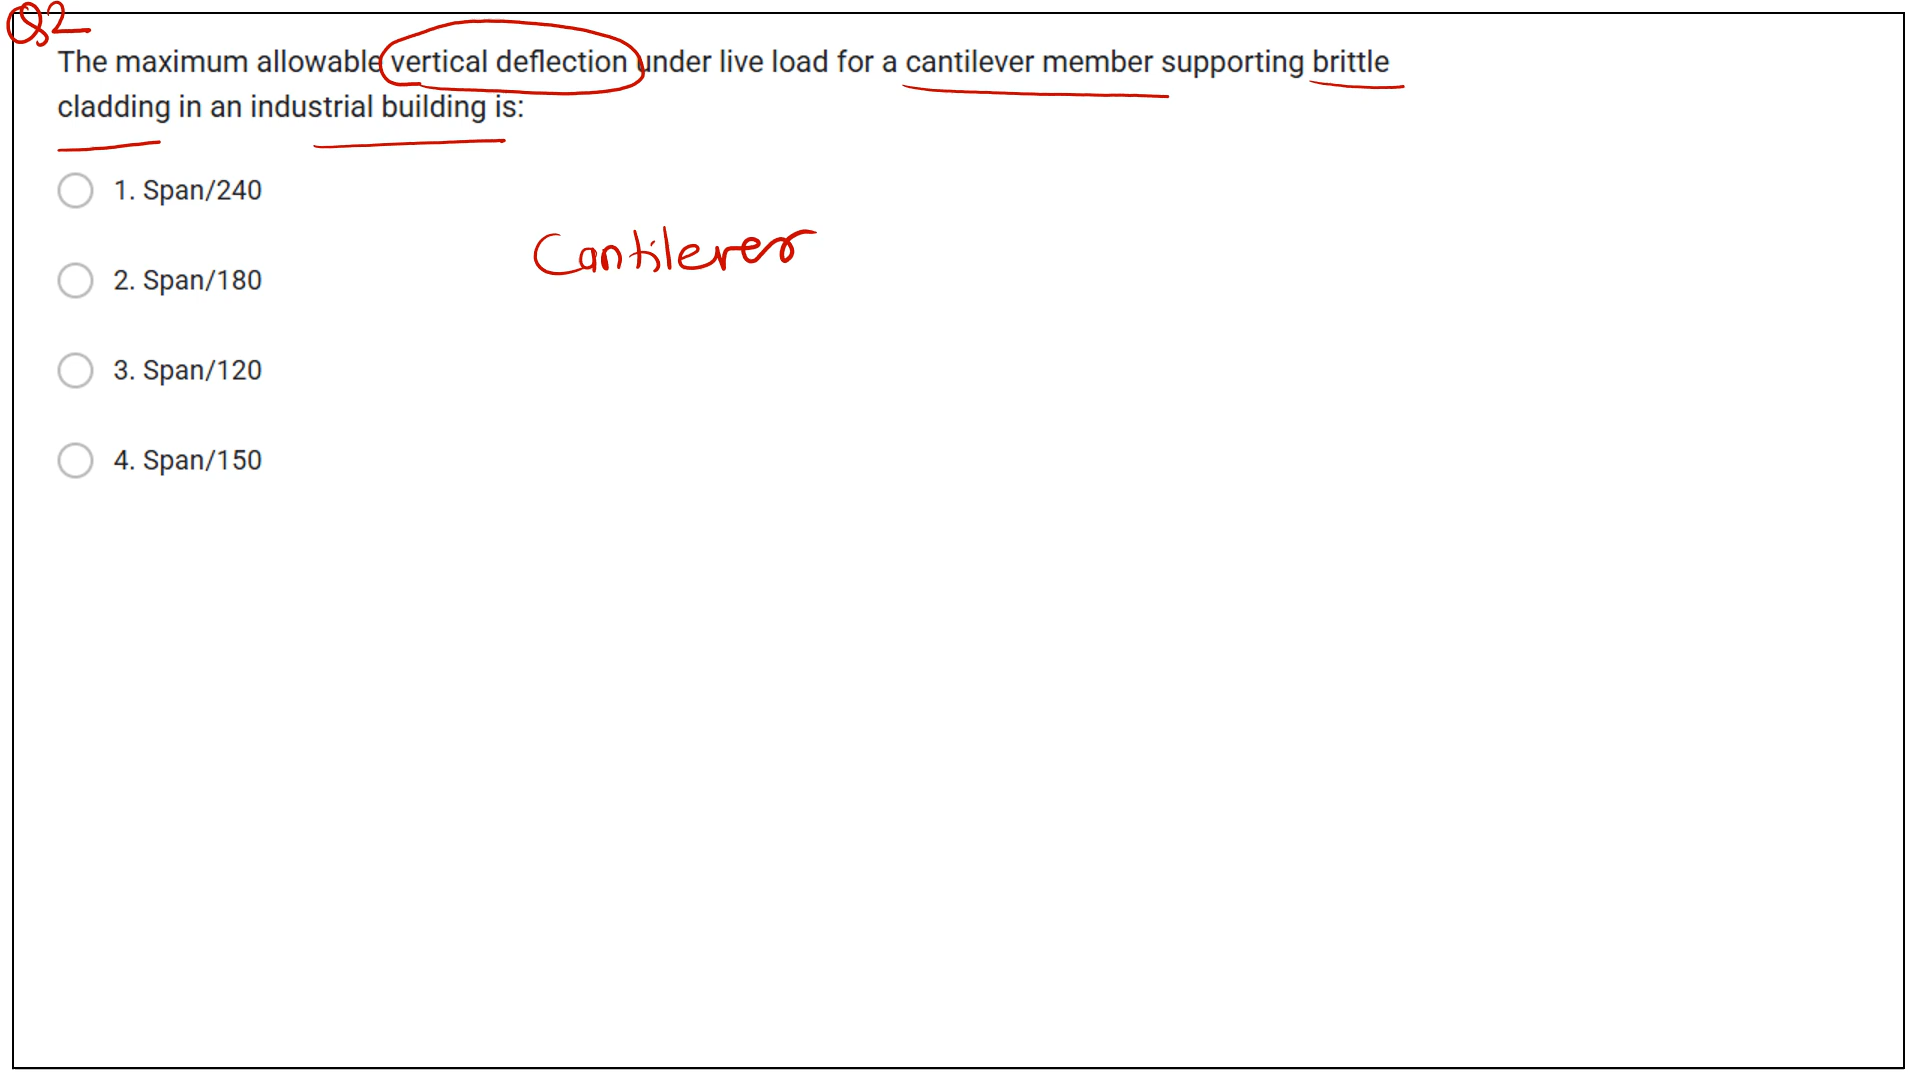 Q2
The maximum allowable vertical deflection under live load for a cantilever member supporting brittle
cladding in an industrial building is:
1. Span/240
Cantilever
2. Span/180
3. Span/120
4. Span/150